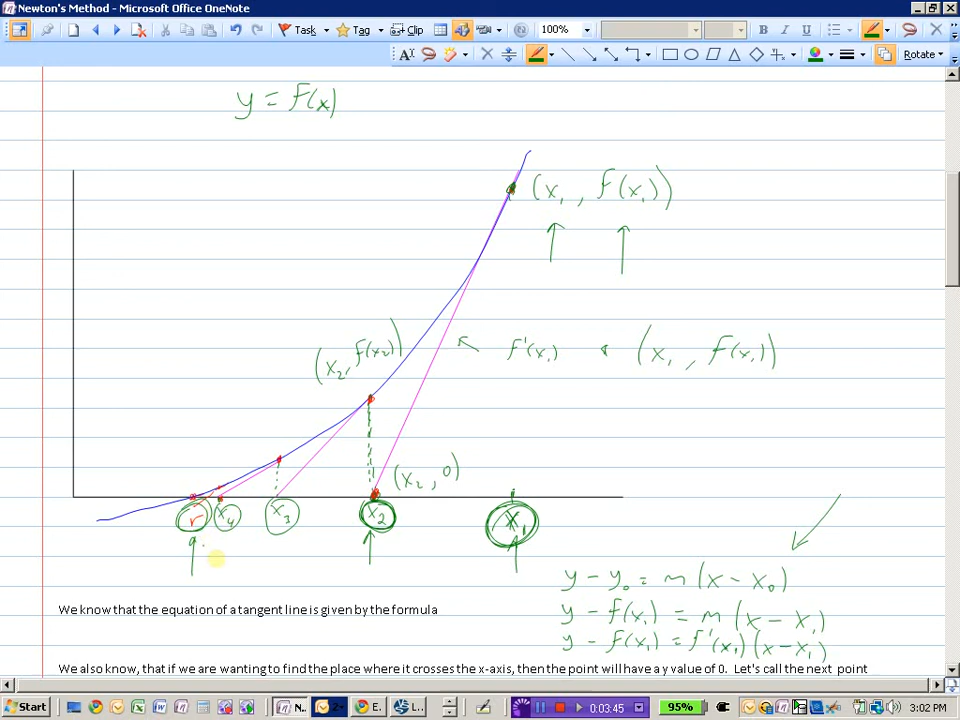 Newton's Method - Microsoft OneNote
Task Tag Clip 100% B
Rotate
y = f(x)
(x₁, f(x₁))
(x₂, f(x₂))
f'(x₁) (x₁, f(x₁))
(x₂, 0)
r x₄ x₃ x₂ x₁
y - y₀ = m(x - x₀)
We know that the equation of a tangent line is given by the formula
y - f(x₁) = m(x - x₁)
y - f(x₁) = f'(x₁)(x - x₁)
We also know, that if we are wanting to find the place where it crosses the x-axis, then the point will have a y value of 0. Let's call the next point
Start N... 2 E... L... 0:03:45 95% 3:02 PM